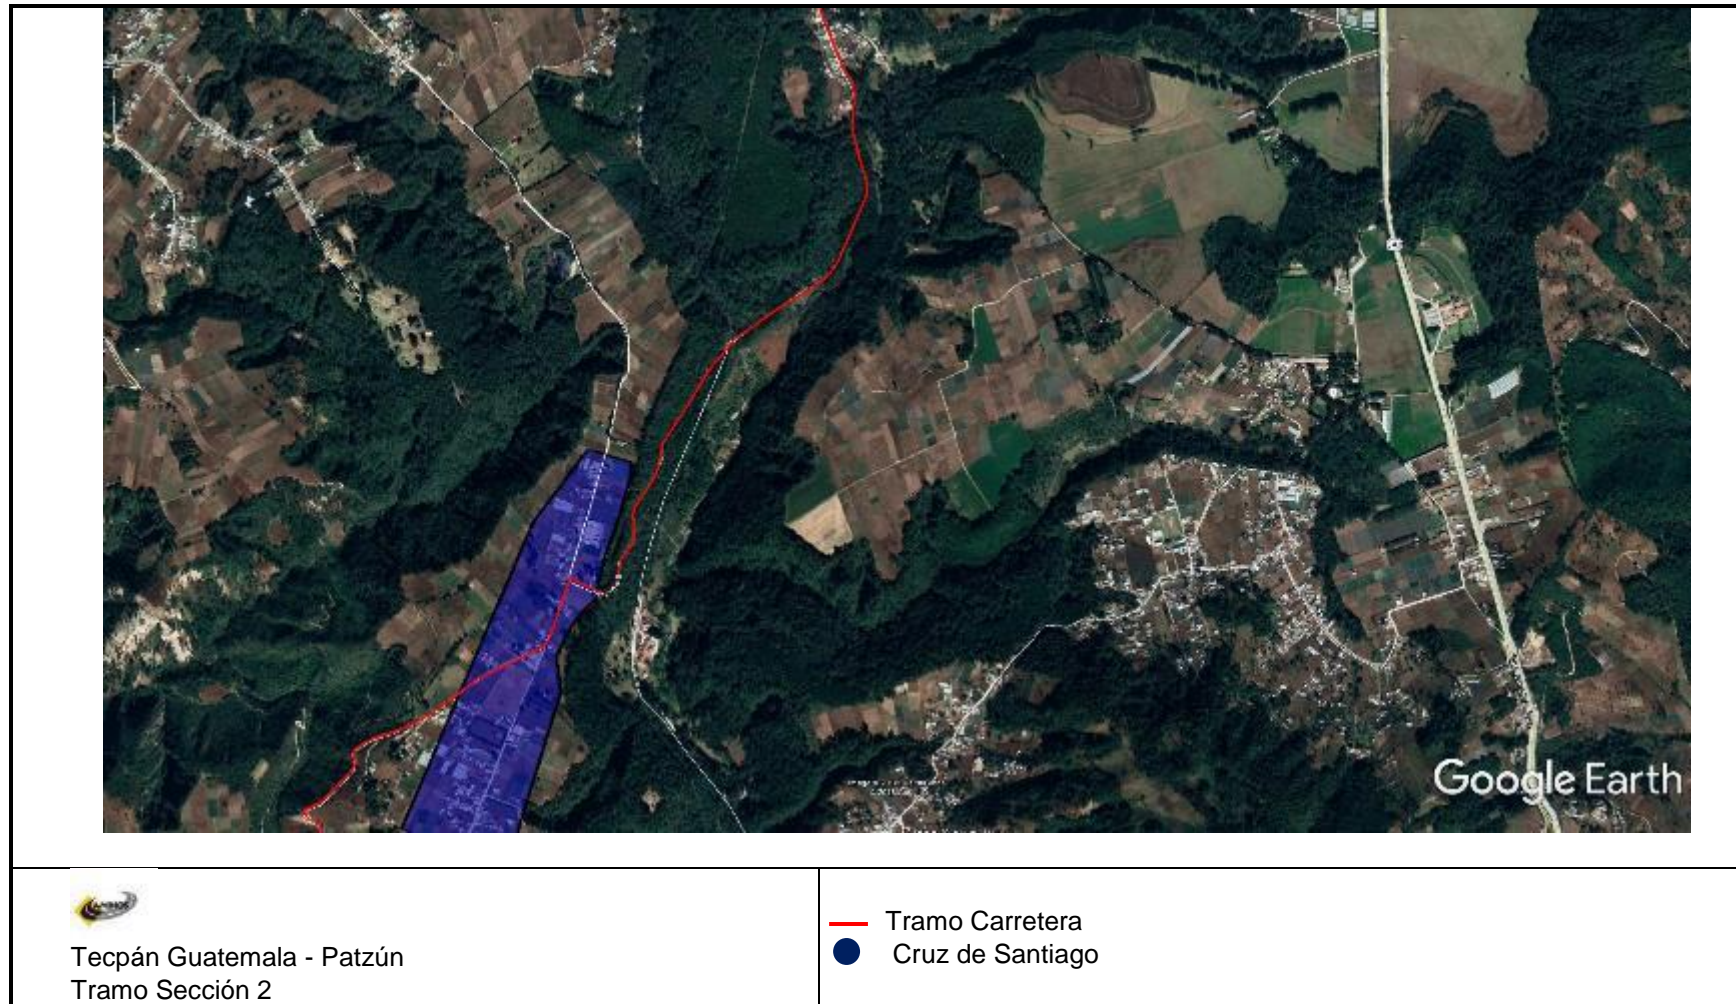 Google Earth
Tecpán Guatemala - Patzún
Tramo Sección 2
Tramo Carretera
Cruz de Santiago